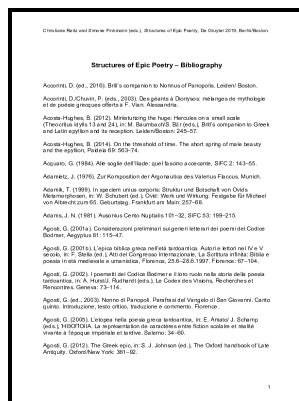 Christiane Reitz and Simone Finkmann (eds.), Structures of Epic Poetry, De Gruyter 2019, Berlin/Boston.
Structures of Epic Poetry – Bibliography
Accorinti, D. (ed., 2016). Brill's companion to Nonnus of Panopolis. Leiden/ Boston.
Accorinti, D./Chuvin, P. (eds., 2003). Des géants à Dionysos: mélanges de mythologie
et de poésie grecques offerts à F. Vian. Alessandria.
Acosta-Hughes, B. (2012). Miniaturizing the huge: Hercules on a small scale
(Theocritus Idylls 13 and 24), in: M. Baumbach/S. Bär (eds.), Brill's companion to Greek
and Latin epyllion and its reception. Leiden/Boston: 245–57.
Acosta-Hughes, B. (2014). On the threshold of time. The short spring of male beauty
and the epyllion, Paideia 69: 563–74.
Acquaro, G. (1984). Alle soglie dell'Iliade: quel fascino accecante, SIFC 2: 143–55.
Adamietz, J. (1976). Zur Komposition der Argonautica des Valerius Flaccus. Munich.
Adamik, T. (1999). In speciem unius corporis: Struktur und Botschaft von Ovids
Metamorphosen, in: W. Schubert (ed.), Ovid: Werk und Wirkung: Festgabe für Michael
von Albrecht zum 65. Geburtstag. Frankfurt am Main: 257–68.
Adams, J. N. (1981). Ausonius Cento Nuptialis 101–32, SIFC 53: 199–215.
Agosti, G. (2001a). Considerazioni preliminari sui generi letterari dei poemi del Codice
Bodmer, Aegyptus 81: 115–47.
Agosti, G. (2001b). L'epica biblica greca nell'età tardoantica. Autori e lettori nel IV e V
secolo, in: F. Stella (ed.), Atti del Congresso Internazionale, La Scrittura infinita: Bibbia e
poesia in età medievale e umanistica, Florence, 25.6–28.6.1997. Florence: 67–104.
Agosti, G. (2002). I poemetti del Codice Bodmer e il loro ruolo nella storia della poesia
tardoantica, in: A. Hurst/J. Rudhardt (eds.), Le Codex des Visions, Recherches et
Rencontres. Geneva: 73–114.
Agosti, G. (ed., 2003). Nonno di Panopoli. Parafrasi del Vangelo di San Giovanni. Canto
quinto. Introduzione, testo critico, traduzione e commento. Florence.
Agosti, G. (2005). L'etopea nella poesia greca tardoantica, in: E. Amato/ J. Schamp
(eds.), ἨΘΟΠΟΙΙΑ. La représentation de caractères entre fiction scolaire et réalité
vivante à l'époque impériale et tardive. Salerno: 34–60.
Agosti, G. (2012). The Greek epic, in: S. J. Johnson (ed.), The Oxford handbook of Late
Antiquity. Oxford/New York: 361–92.
1